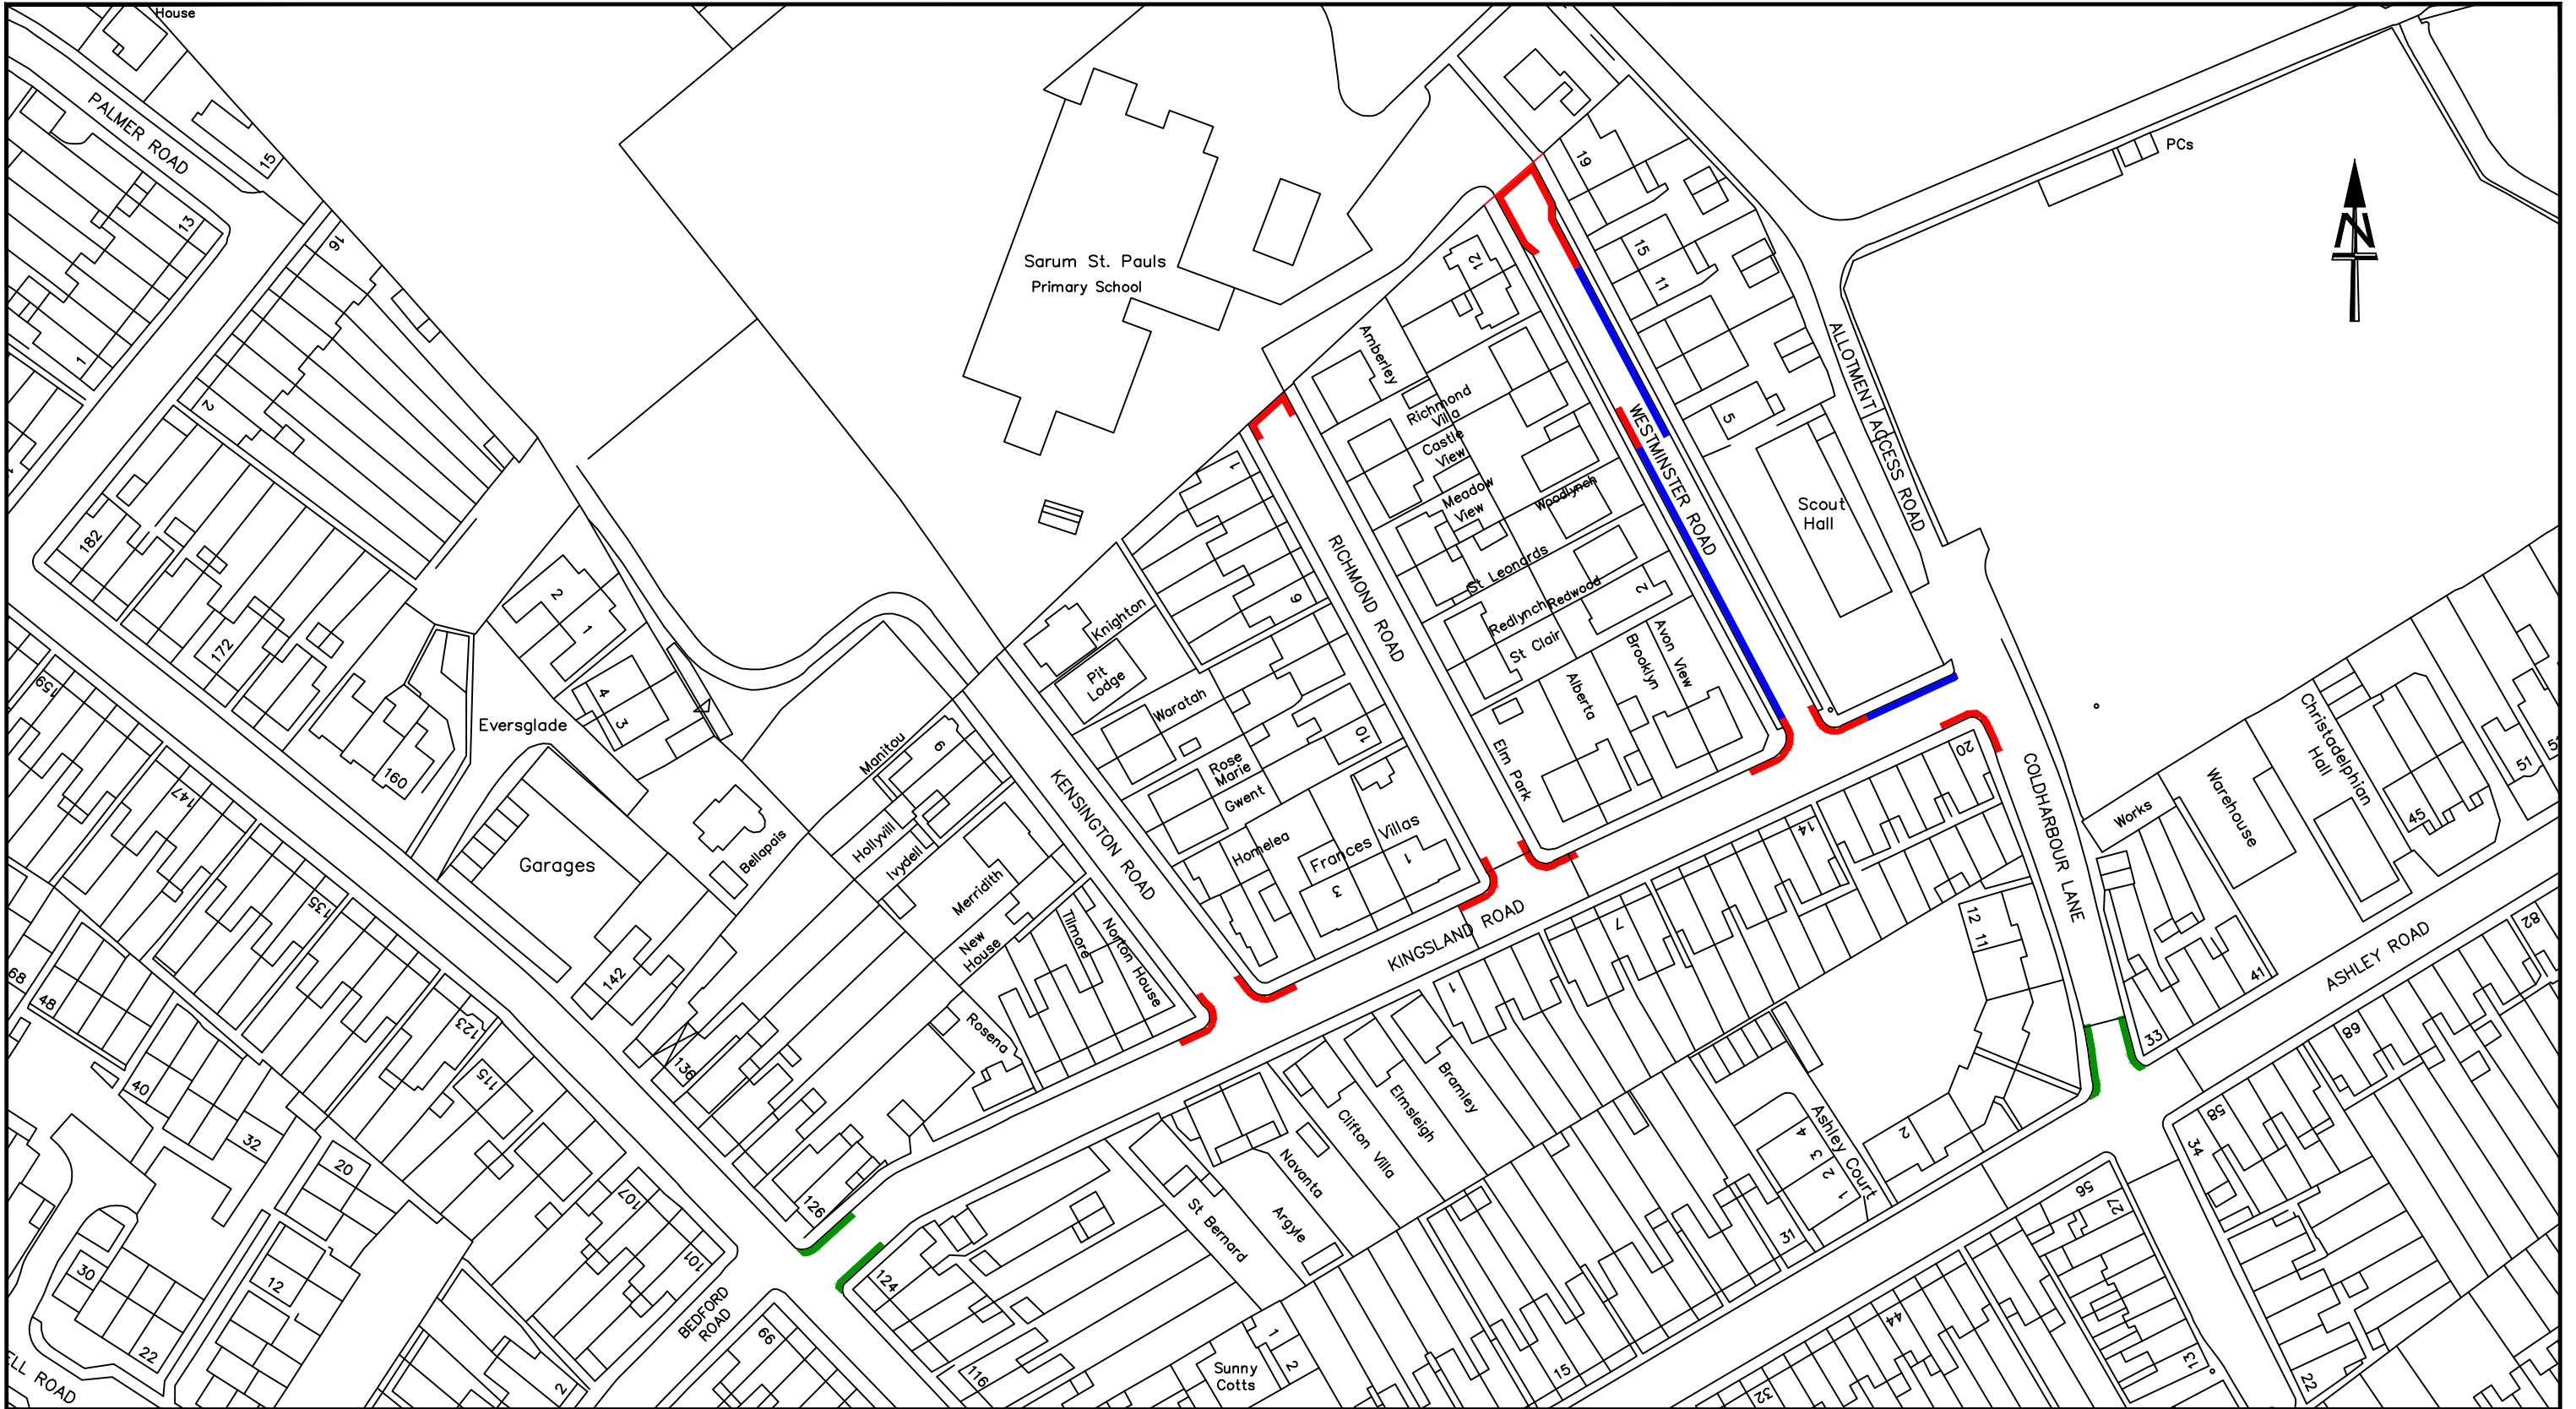 House
PALMER ROAD
15
13
16
1
2
182
172
159
160
147
135
123
115
107
101
68
48
40
32
20
30
12
22
2
ELL ROAD
BEDFORD
ROAD
99
Eversglade
2
1
4
3
Garages
142
136
126
124
116
Bellapais
Sarum St. Pauls
Primary School
Manitou
6
Hollyvill
Ivydell
Merridith
New
House
Tilmore
Norton House
Rosena
KENSINGTON ROAD
Knighton
Pit
Lodge
Waratah
Rose
Marie
Gwent
Homelea
Frances Villas
3
1
1
9
10
RICHMOND ROAD
Amberley
Richmond
Villa
Castle
View
Meadow
View
Woodlynch
St Leonards
Redlynch
Redwood
St Clair
2
12
Elm Park
Alberta
Brooklyn
Avon View
WESTMINSTER ROAD
19
15
11
5
Scout
Hall
ALLOTMENT ACCESS ROAD
PCs
N
KINGSLAND ROAD
1
7
14
20
COLDHARBOUR LANE
12
11
Works
Warehouse
Christadelphian
Hall
45
51
41
33
ASHLEY ROAD
82
68
58
34
56
27
13
22
44
32
Ashley Court
4
3
2
1
2
31
15
Bramley
Elmsleigh
Clifton Villa
Navanta
Argyle
St Bernard
Sunny
Cotts
1
2